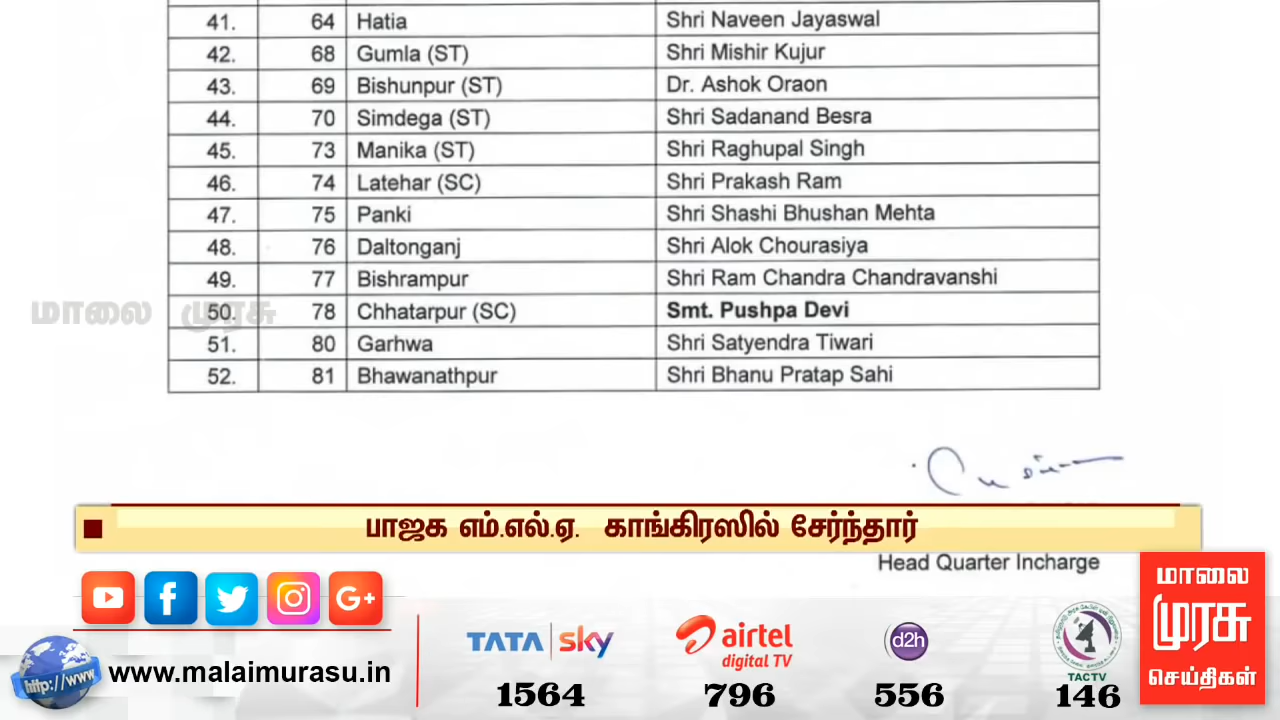 41. 64 Hatia Shri Naveen Jayaswal
42. 68 Gumla (ST) Shri Mishir Kujur
43. 69 Bishunpur (ST) Dr. Ashok Oraon
44. 70 Simdega (ST) Shri Sadanand Besra
45. 73 Manika (ST) Shri Raghupal Singh
46. 74 Latehar (SC) Shri Prakash Ram
47. 75 Panki Shri Shashi Bhushan Mehta
48. 76 Daltonganj Shri Alok Chourasiya
49. 77 Bishrampur Shri Ram Chandra Chandravanshi
மாலை முரசு
50. 78 Chhatarpur (SC) Smt. Pushpa Devi
51. 80 Garhwa Shri Satyendra Tiwari
52. 81 Bhawanathpur Shri Bhanu Pratap Sahi
பாஜக எம்.எல்.ஏ. காங்கிரஸில் சேர்ந்தார்
Head Quarter Incharge
மாலை
முரசு
செய்திகள்
G+
TATA sky
airtel
digital TV
d2h
TACTV
http://www
www.malaimurasu.in
1564
796
556
146